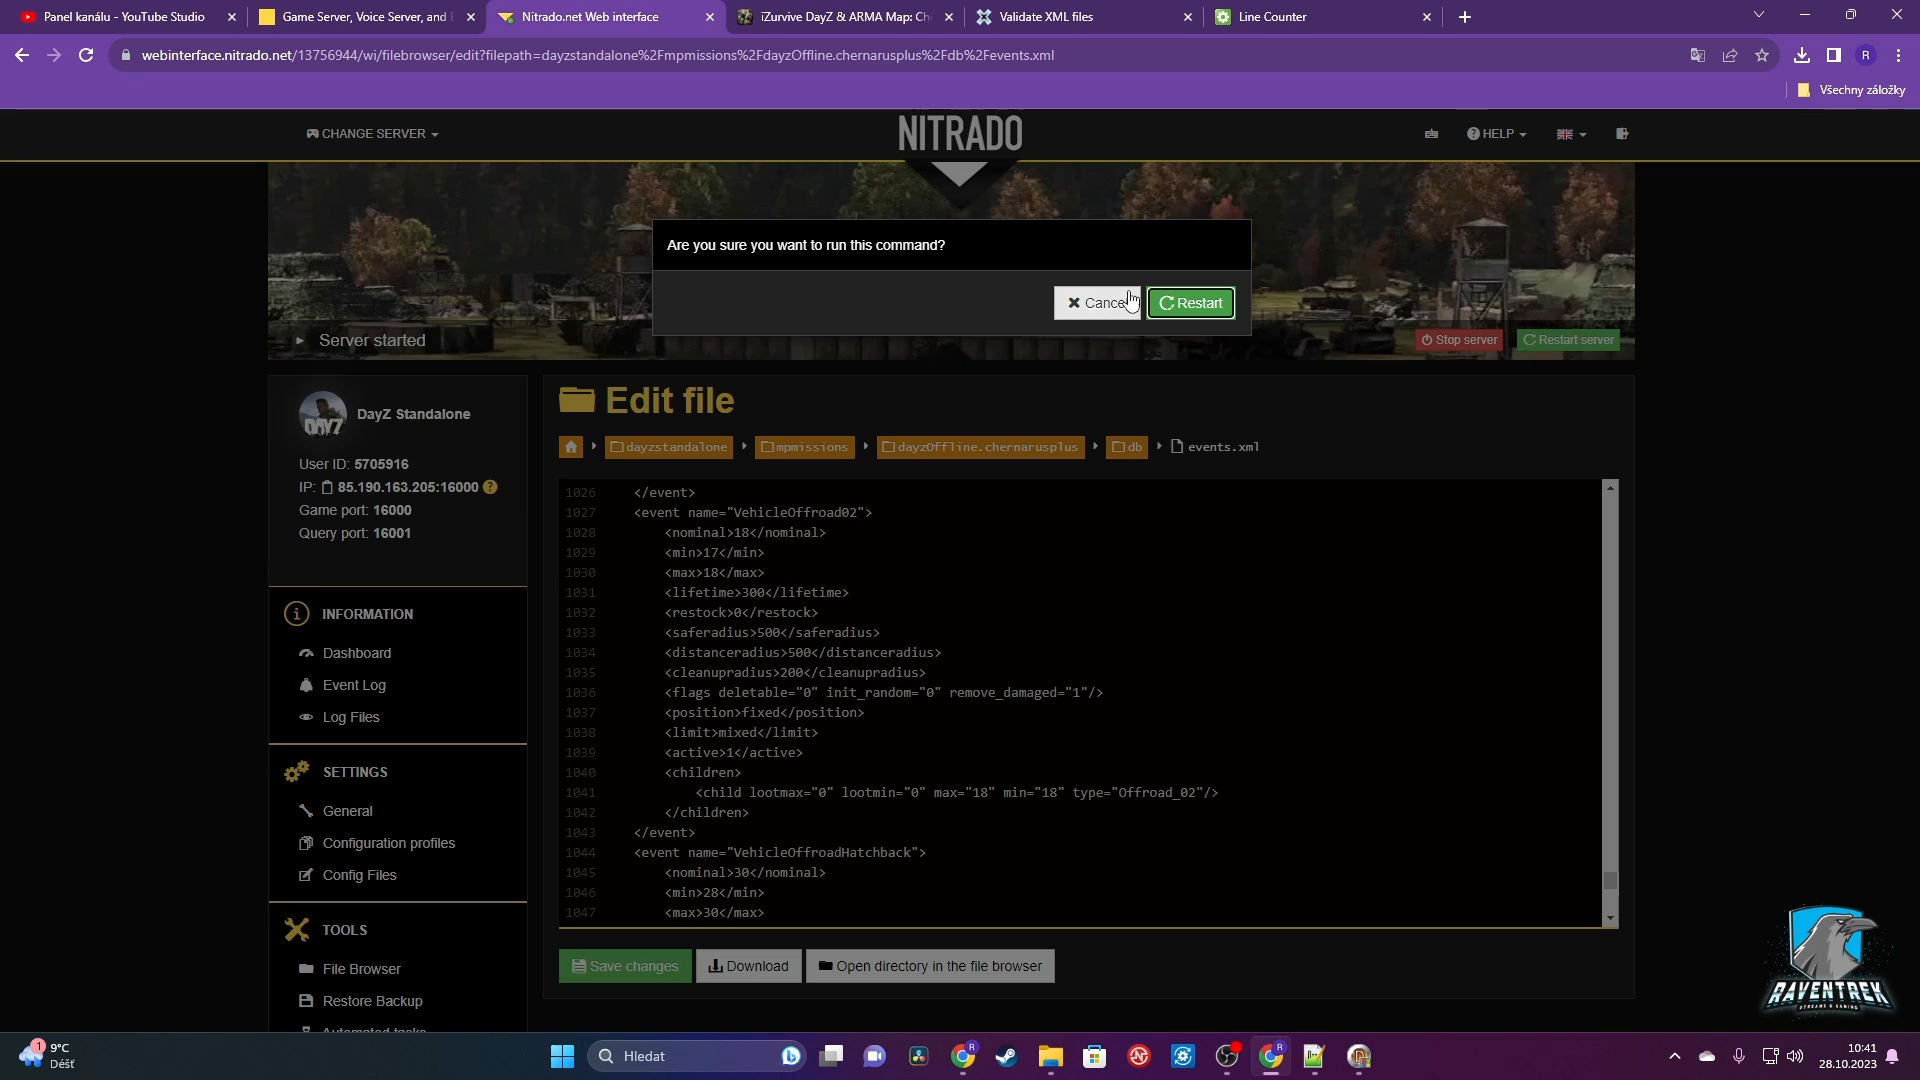 Panel kanálu - YouTube Studio
Game Server, Voice Server, and
Nitrado.net Web interface
iZurvive DayZ & ARMA Map: Ch
Validate XML files
Line Counter
webinterface.nitrado.net/13756944/wi/filebrowser/edit?filepath=dayzstandalone%2Fmpmissions%2FdayzOffline.chernarusplus%2Fdb%2Fevents.xml
R
Všechny záložky
CHANGE SERVER
NITRADO
HELP
Are you sure you want to run this command?
Cance
Restart
Server started
Stop server
Restart server
DAYZ
DayZ Standalone
User ID: 5705916
IP: 85.190.163.205:16000
Game port: 16000
Query port: 16001
INFORMATION
Dashboard
Event Log
Log Files
SETTINGS
General
Configuration profiles
Config Files
TOOLS
File Browser
Restore Backup
Automated tasks
Edit file
dayzstandalone
mpmissions
dayzOffline.chernarusplus
db
events.xml
1026 </event>
1027 <event name="VehicleOffroad02">
1028 <nominal>18</nominal>
1029 <min>17</min>
1030 <max>18</max>
1031 <lifetime>300</lifetime>
1032 <restock>0</restock>
1033 <saferadius>500</saferadius>
1034 <distanceradius>500</distanceradius>
1035 <cleanupradius>200</cleanupradius>
1036 <flags deletable="0" init_random="0" remove_damaged="1"/>
1037 <position>fixed</position>
1038 <limit>mixed</limit>
1039 <active>1</active>
1040 <children>
1041 <child lootmax="0" lootmin="0" max="18" min="18" type="Offroad_02"/>
1042 </children>
1043 </event>
1044 <event name="VehicleOffroadHatchback">
1045 <nominal>30</nominal>
1046 <min>28</min>
1047 <max>30</max>
Save changes
Download
Open directory in the file browser
RAVENTREK
1
9°C
Déšť
Hledat
R
R
10:41
28.10.2023